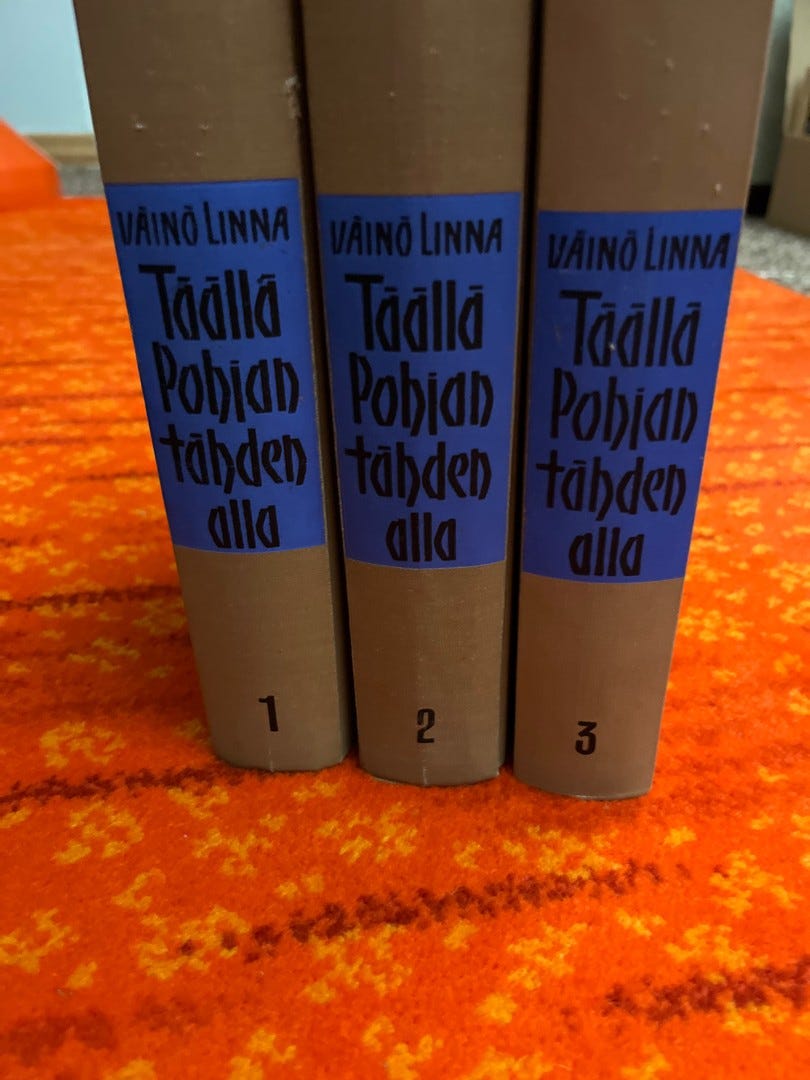 VÄINÖ LINNA
Täällä
Pohjan
tähden
alla
1
VÄINÖ LINNA
Täällä
Pohjan
tähden
alla
2
VÄINÖ LINNA
Täällä
Pohjan
tähden
alla
3